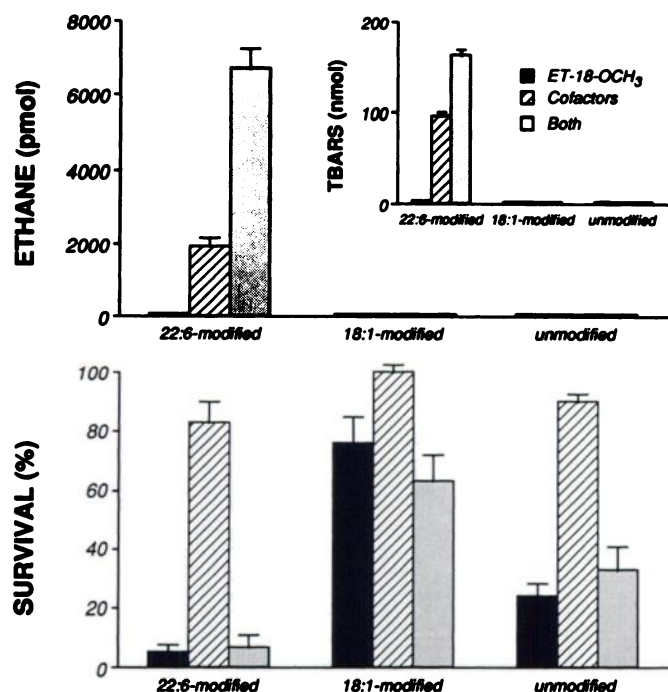 ETHANE (pmol)
8000
6000
4000
2000
0
22:6-modified 18:1-modified unmodified
TBARS (nmol)
200
100
0
22:6-modified 18:1-modified unmodified
ET-18-OCH3
Cofactors
Both
SURVIVAL (%)
100
80
60
40
20
0
22:6-modified 18:1-modified unmodified